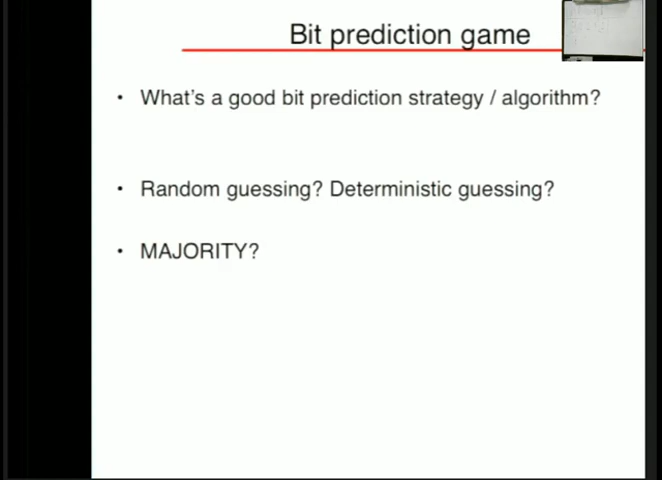 Bit prediction game
• What's a good bit prediction strategy / algorithm?
• Random guessing? Deterministic guessing?
• MAJORITY?